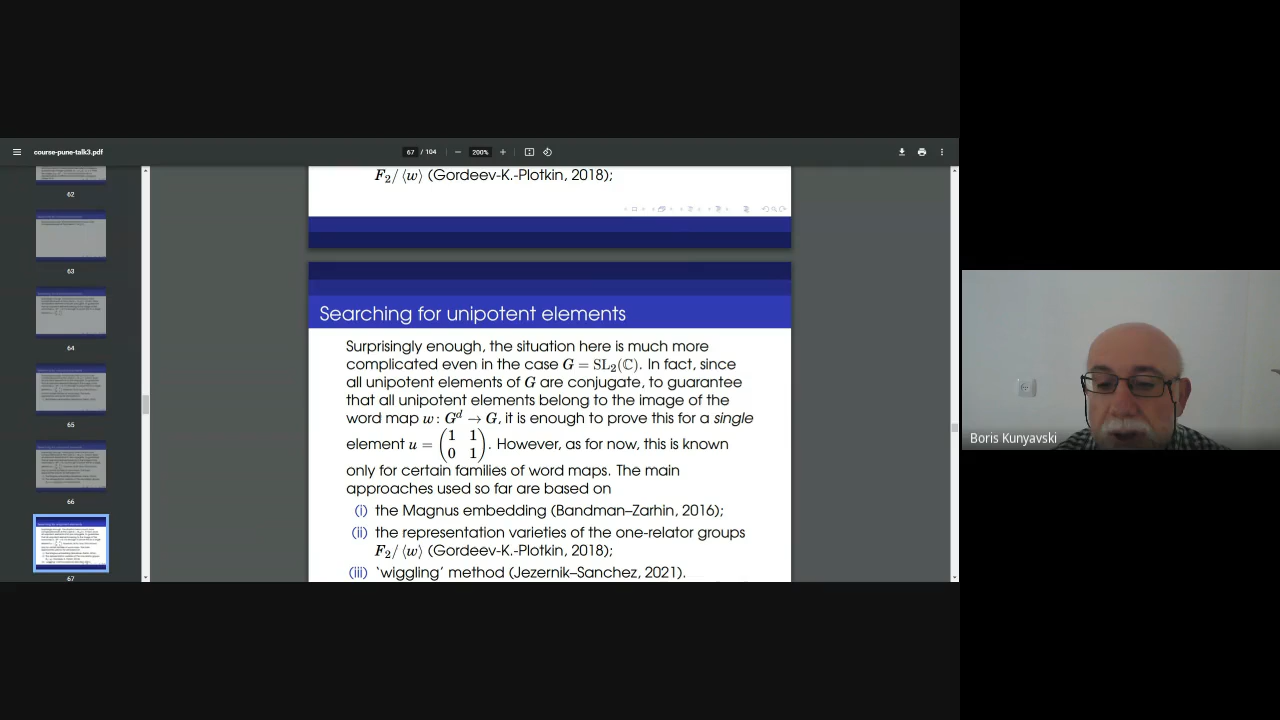 course-pune-talk3.pdf
67 / 104
200%
62
63
64
65
66
67
F₂/ ⟨w⟩ (Gordeev-K.-Plotkin, 2018);
Searching for unipotent elements
Surprisingly enough, the situation here is much more
complicated even in the case G = SL₂(ℂ). In fact, since
all unipotent elements of G are conjugate, to guarantee
that all unipotent elements belong to the image of the
word map w: Gᵈ → G, it is enough to prove this for a single
element u = (1 1
0 1). However, as for now, this is known
only for certain families of word maps. The main
approaches used so far are based on
(i) the Magnus embedding (Bandman–Zarhin, 2016);
(ii) the representation varieties of the one-relator groups
F₂/ ⟨w⟩ (Gordeev-K.-Plotkin, 2018);
(iii) ‘wiggling’ method (Jezernik–Sanchez, 2021).
Boris Kunyavski